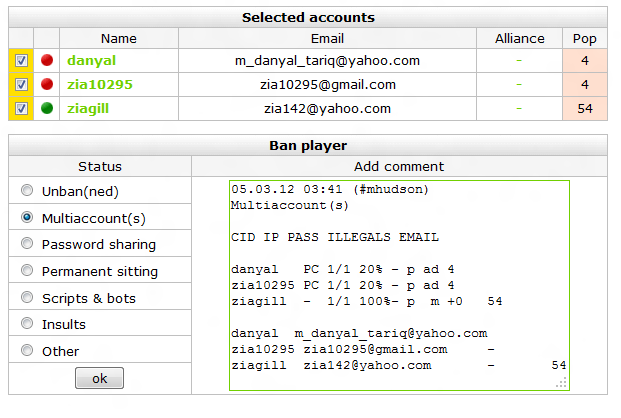 Selected accounts
Name Email Alliance Pop
danyal m_danyal_tariq@yahoo.com - 4
zia10295 zia10295@gmail.com - 4
ziagill zia142@yahoo.com - 54
Ban player
Status Add comment
Unban(ned)
Multiaccount(s)
Password sharing
Permanent sitting
Scripts & bots
Insults
Other
ok
05.03.12 03:41 (#mhudson)
Multiaccount(s)
CID IP PASS ILLEGALS EMAIL
danyal PC 1/1 20%- p ad 4
zia10295 PC 1/1 20%- p ad 4
ziagill - 1/1 100%- p m +0 54
danyal m_danyal_tariq@yahoo.com
zia10295 zia10295@gmail.com -
ziagill zia142@yahoo.com - 54